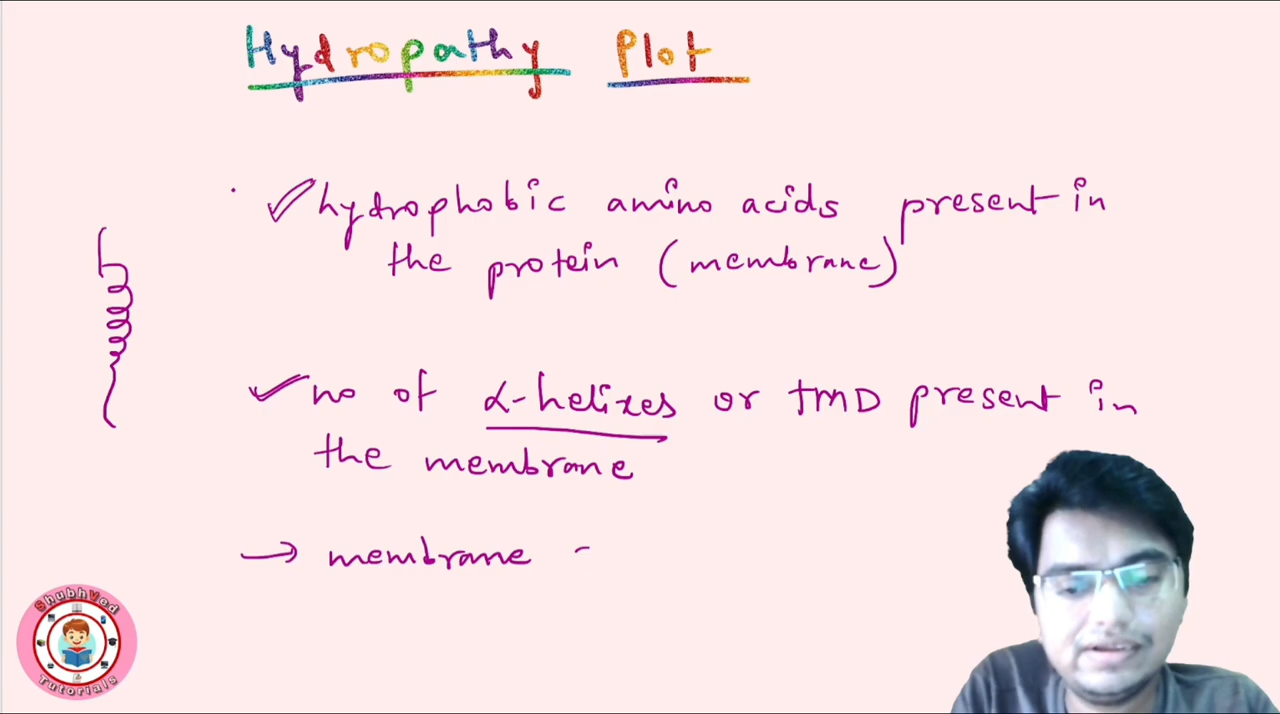 Hydropathy Plot
hydrophobic amino acids present in
the protein (membrane)
no of α-helixes or TMD present in
the membrane
→ membrane
ShubhVed
Tutorials